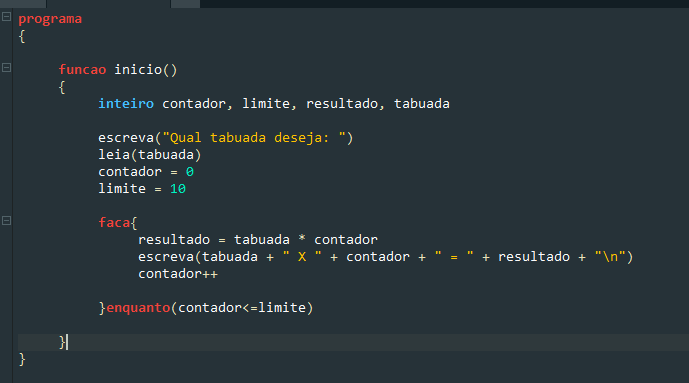 programa
{
funcao inicio()
{
inteiro contador, limite, resultado, tabuada
escreva("Qual tabuada deseja: ")
leia(tabuada)
contador = 0
limite = 10
faca{
resultado = tabuada * contador
escreva(tabuada + " X " + contador + " = " + resultado + "\n")
contador++
}enquanto(contador<=limite)
}
}